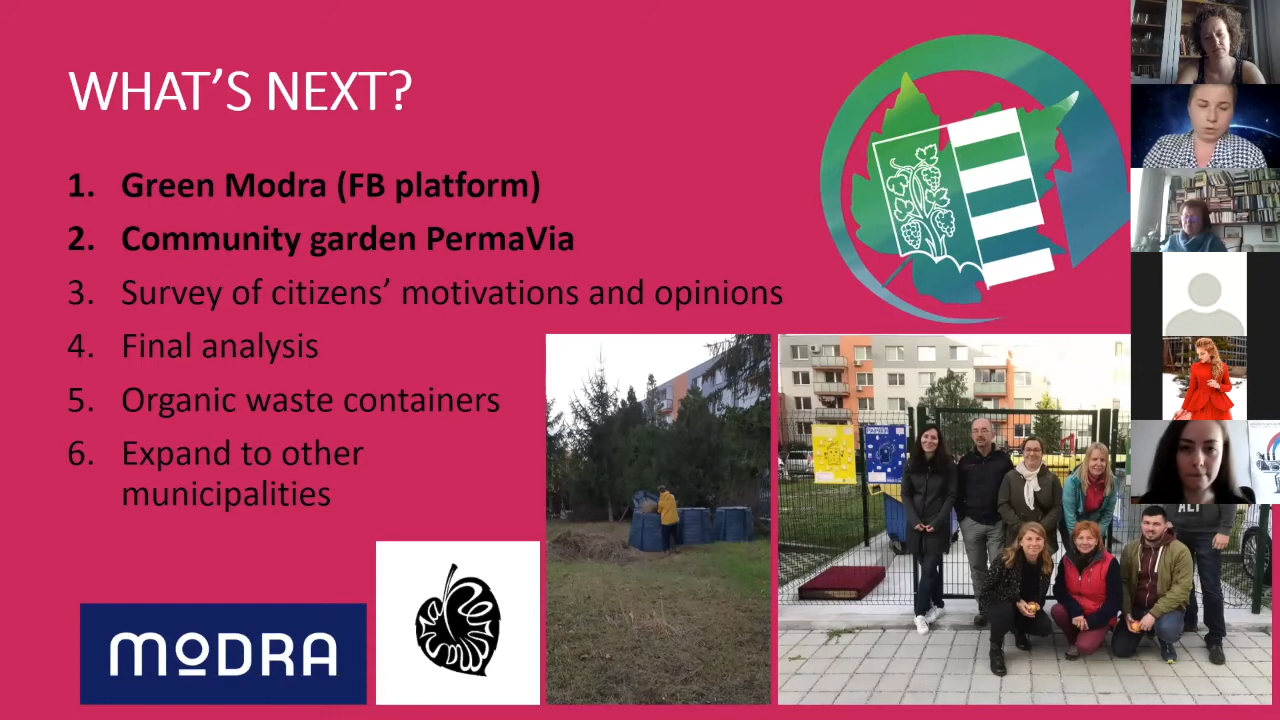 WHAT'S NEXT?
1. Green Modra (FB platform)
2. Community garden PermaVia
3. Survey of citizens' motivations and opinions
4. Final analysis
5. Organic waste containers
6. Expand to other
municipalities
MODRA